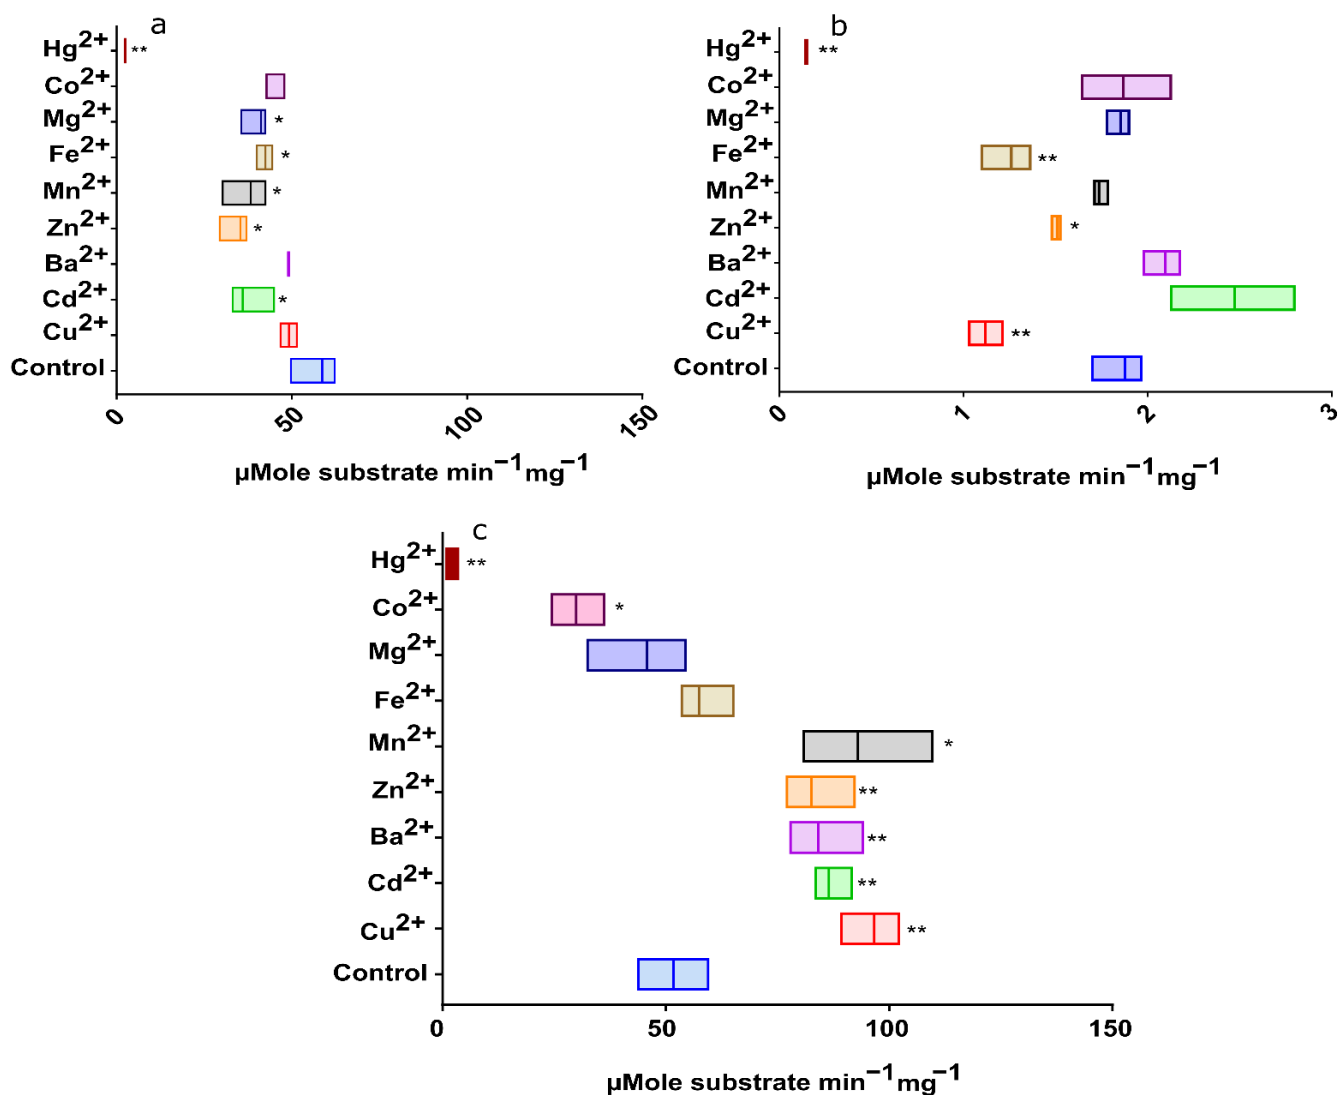 a
Hg2+ **
Co2+
Mg2+ *
Fe2+ *
Mn2+ *
Zn2+ *
Ba2+
Cd2+ *
Cu2+
Control
0 50 100 150
µMole substrate min−1mg−1
b
Hg2+ **
Co2+
Mg2+
Fe2+ **
Mn2+
Zn2+ *
Ba2+
Cd2+
Cu2+ **
Control
0 1 2 3
µMole substrate min−1mg−1
c
Hg2+ **
Co2+ *
Mg2+
Fe2+
Mn2+ *
Zn2+ **
Ba2+ **
Cd2+ **
Cu2+ **
Control
0 50 100 150
µMole substrate min−1mg−1